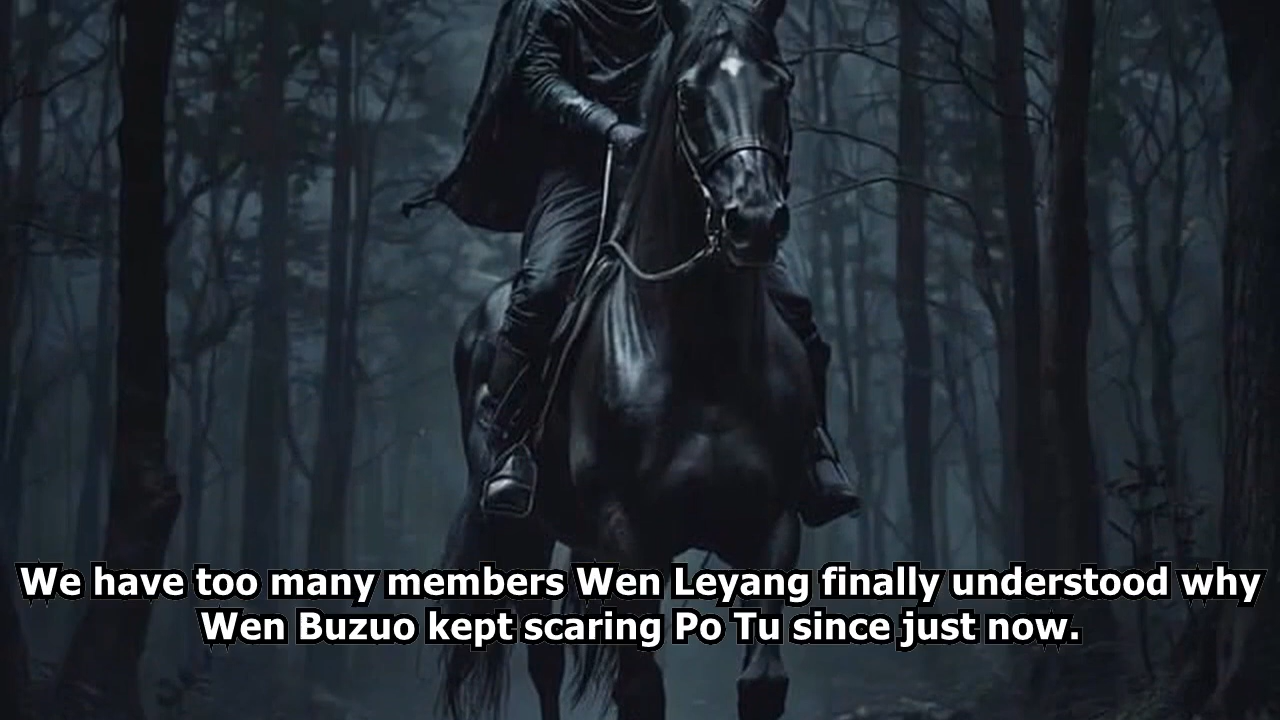 We have too many members Wen Leyang finally understood why
Wen Buzuo kept scaring Po Tu since just now.